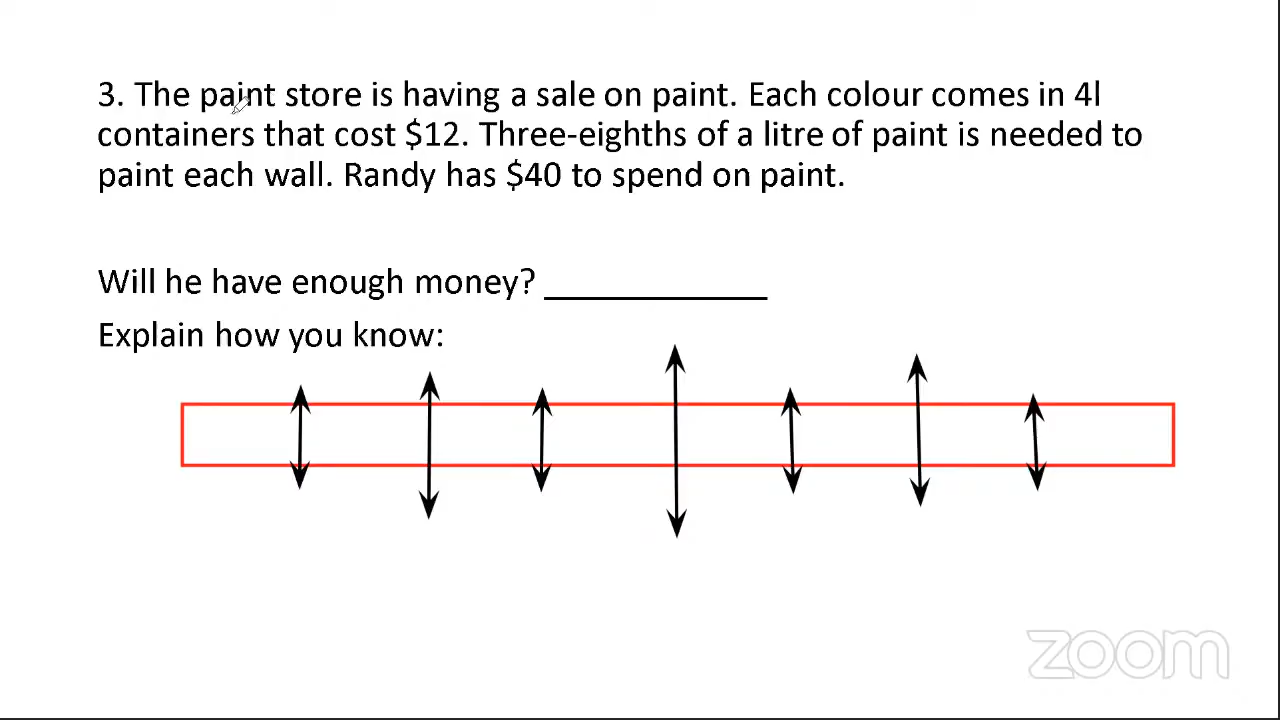 3. The paint store is having a sale on paint. Each colour comes in 4l
containers that cost $12. Three-eighths of a litre of paint is needed to
paint each wall. Randy has $40 to spend on paint.
Will he have enough money? _____________
Explain how you know:
zoom